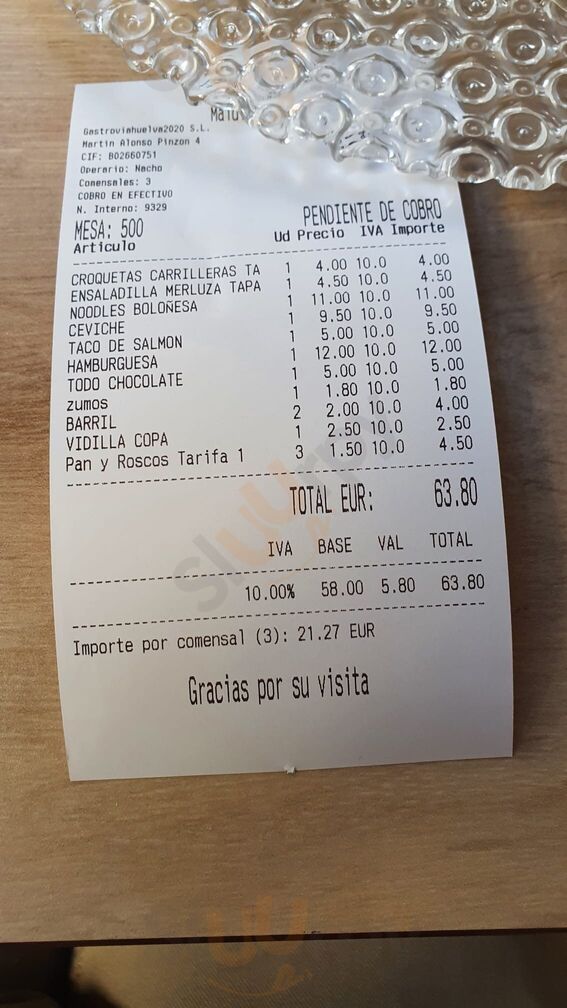 Gastroviahuelva2020 S.L.
Martin Alonso Pinzon 4
CIF: B02660751
Operario: Nacho
Comensales: 3
COBRO EN EFECTIVO
N. Interno: 9329
PENDIENTE DE COBRO
MESA: 500
Articulo Ud Precio IVA Importe
CROQUETAS CARRILLERAS TA 1 4.00 10.0 4.00
ENSALADILLA MERLUZA TAPA 1 4.50 10.0 4.50
NOODLES BOLOÑESA 1 11.00 10.0 11.00
CEVICHE 1 9.50 10.0 9.50
TACO DE SALMON 1 5.00 10.0 5.00
HAMBURGUESA 1 12.00 10.0 12.00
TODO CHOCOLATE 1 5.00 10.0 5.00
zumos 1 1.80 10.0 1.80
BARRIL 2 2.00 10.0 4.00
VIDILLA COPA 1 2.50 10.0 2.50
Pan y Roscos Tarifa 1 3 1.50 10.0 4.50
TOTAL EUR: 63.80
IVA BASE VAL TOTAL
10.00% 58.00 5.80 63.80
Importe por comensal (3): 21.27 EUR
Gracias por su visita